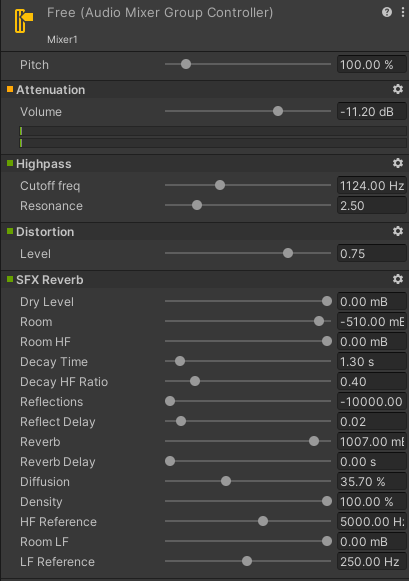 Free (Audio Mixer Group Controller)
Mixer1
Pitch 100.00 %
Attenuation
Volume -11.20 dB
Highpass
Cutoff freq 1124.00 Hz
Resonance 2.50
Distortion
Level 0.75
SFX Reverb
Dry Level 0.00 mB
Room -510.00 mB
Room HF 0.00 mB
Decay Time 1.30 s
Decay HF Ratio 0.40
Reflections -10000.00
Reflect Delay 0.02
Reverb 1007.00 mB
Reverb Delay 0.00 s
Diffusion 35.70 %
Density 100.00 %
HF Reference 5000.00 Hz
Room LF 0.00 mB
LF Reference 250.00 Hz